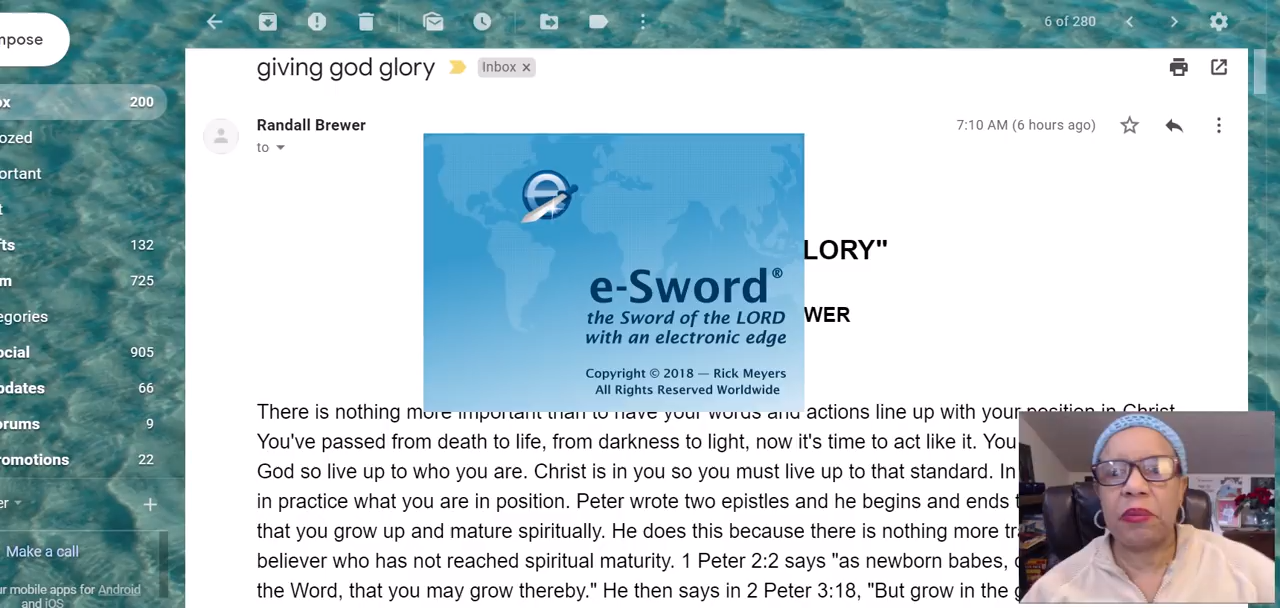 mpose
6 of 280
giving god glory
Inbox ×
x 200
Randall Brewer
7:10 AM (6 hours ago)
to
ozed
ortant
t
fts 132
LORY"
m 725
e-Sword®
the Sword of the LORD
with an electronic edge
WER
egories
ocial 905
Copyright © 2018 — Rick Meyers
All Rights Reserved Worldwide
pdates 66
There is nothing more important than to have your words and actions line up with your position in Christ.
orums 9
You've passed from death to life, from darkness to light, now it's time to act like it. You
romotions 22
God so live up to who you are. Christ is in you so you must live up to that standard. In
er
in practice what you are in position. Peter wrote two epistles and he begins and ends
that you grow up and mature spiritually. He does this because there is nothing more
Make a call
believer who has not reached spiritual maturity. 1 Peter 2:2 says "as newborn babes,
ur mobile apps for Android
and iOS
the Word, that you may grow thereby." He then says in 2 Peter 3:18, "But grow in the